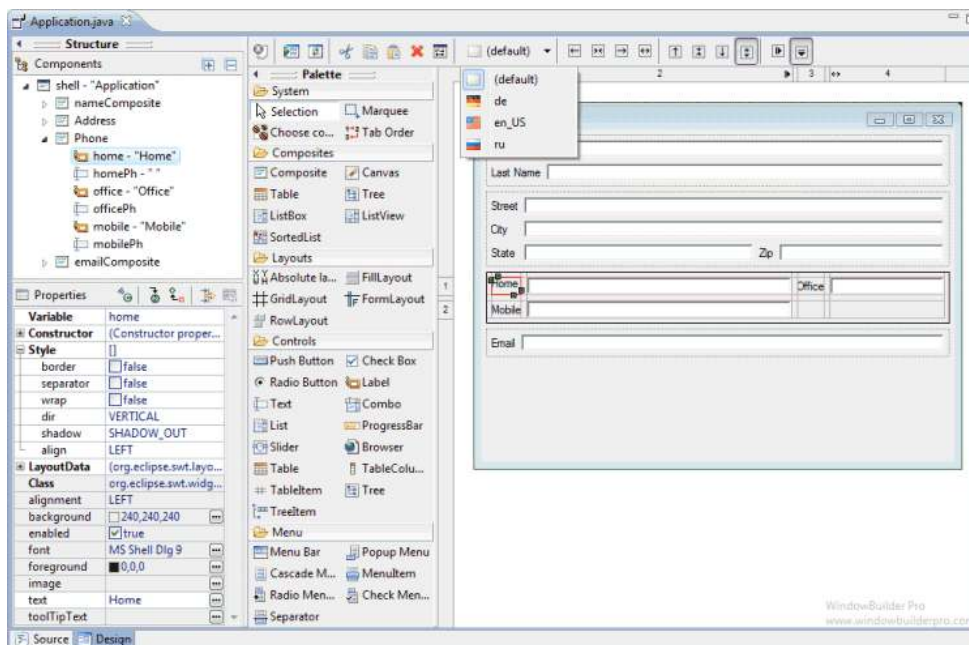 Application.java
Structure
Components
shell - "Application"
nameComposite
Address
Phone
home - "Home"
homePh - " "
office - "Office"
officePh
mobile - "Mobile"
mobilePh
emailComposite
Properties
Variable home
Constructor (Constructor proper...
Style []
border false
separator false
wrap false
dir VERTICAL
shadow SHADOW_OUT
align LEFT
LayoutData (org.eclipse.swt.layo...
Class org.eclipse.swt.widg...
alignment LEFT
background 240,240,240
enabled true
font MS Shell Dlg 9
foreground 0,0,0
image
text Home
toolTipText
Source Design
Palette
System
Selection Marquee
Choose co... Tab Order
Composites
Composite Canvas
Table Tree
ListBox ListView
SortedList
Layouts
Absolute la... FillLayout
GridLayout FormLayout
RowLayout
Controls
Push Button Check Box
Radio Button Label
Text Combo
List ProgressBar
Slider Browser
Table TableColu...
TableItem Tree
TreeItem
Menu
Menu Bar Popup Menu
Cascade M... MenuItem
Radio Men... Check Men...
Separator
(default)
(default)
de
en_US
ru
2 3 4
Last Name
Street
City
State Zip
1
Home Office
2
Mobile
Email
WindowBuilder Pro
www.windowbuilderpro.com